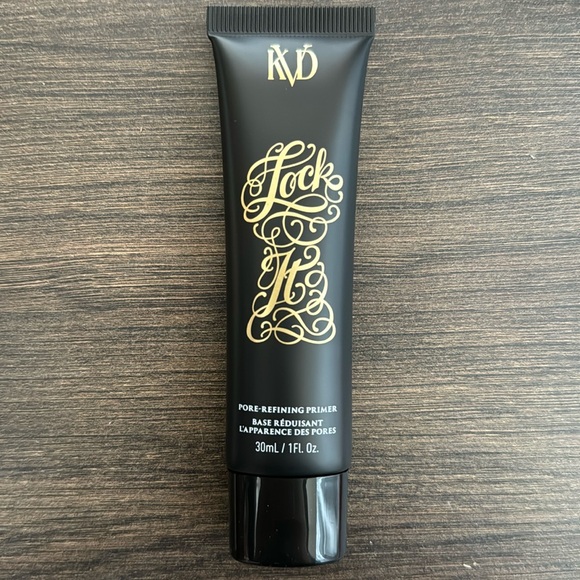 KVD
Lock
It
PORE-REFINING PRIMER
BASE RÉDUISANT
L'APPARENCE DES PORES
30mL / 1Fl. Oz.